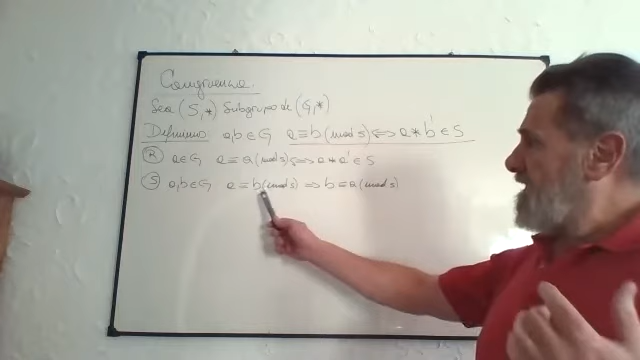 Congruencia
Sea (S,*) Subgrupo de (G,*)
Definimos a,b∈G a≡b(mod s)⟺a*b'∈S
(R) a∈G a≡a(mod s)⟺a*a'∈S
(S) a,b∈G a≡b(mod s)⟹b≡a(mod s)